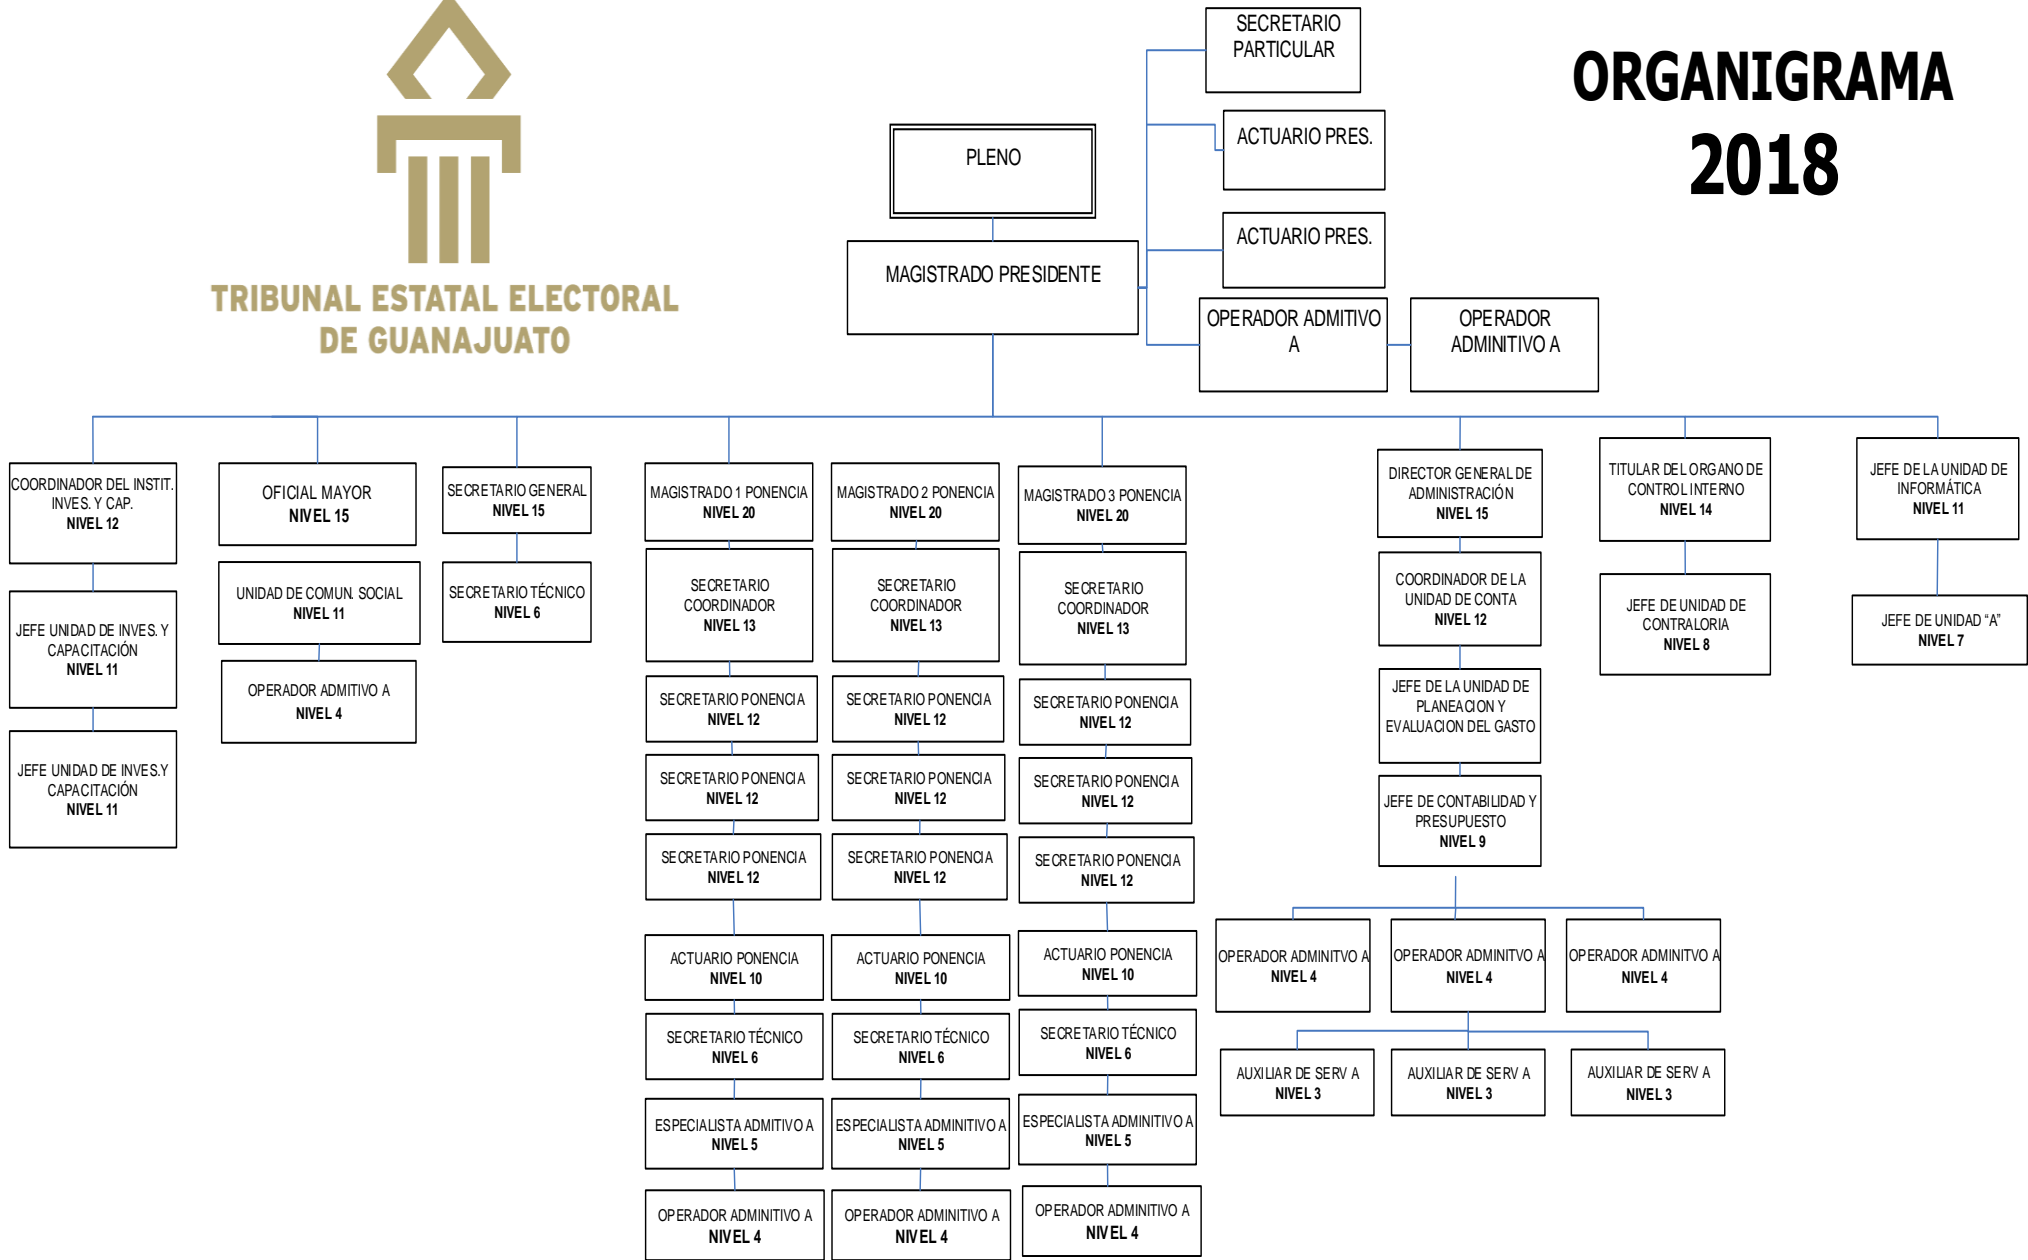 TRIBUNAL ESTATAL ELECTORAL
DE GUANAJUATO
ORGANIGRAMA
2018
PLENO
MAGISTRADO PRESIDENTE
SECRETARIO
PARTICULAR
ACTUARIO PRES.
ACTUARIO PRES.
OPERADOR ADMITIVO
A
OPERADOR
ADMINITIVO A
COORDINADOR DEL INSTIT.
INVES. Y CAP.
NIVEL 12
JEFE UNIDAD DE INVES. Y
CAPACITACIÓN
NIVEL 11
JEFE UNIDAD DE INVES.Y
CAPACITACIÓN
NIVEL 11
OFICIAL MAYOR
NIVEL 15
UNIDAD DE COMUN. SOCIAL
NIVEL 11
OPERADOR ADMITIVO A
NIVEL 4
SECRETARIO GENERAL
NIVEL 15
SECRETARIO TÉCNICO
NIVEL 6
MAGISTRADO 1 PONENCIA
NIVEL 20
SECRETARIO
COORDINADOR
NIVEL 13
SECRETARIO PONENCIA
NIVEL 12
SECRETARIO PONENCIA
NIVEL 12
SECRETARIO PONENCIA
NIVEL 12
ACTUARIO PONENCIA
NIVEL 10
SECRETARIO TÉCNICO
NIVEL 6
ESPECIALISTA ADMITIVO A
NIVEL 5
OPERADOR ADMINITIVO A
NIVEL 4
MAGISTRADO 2 PONENCIA
NIVEL 20
SECRETARIO
COORDINADOR
NIVEL 13
SECRETARIO PONENCIA
NIVEL 12
SECRETARIO PONENCIA
NIVEL 12
SECRETARIO PONENCIA
NIVEL 12
ACTUARIO PONENCIA
NIVEL 10
SECRETARIO TÉCNICO
NIVEL 6
ESPECIALISTA ADMINITIVO A
NIVEL 5
OPERADOR ADMINITIVO A
NIVEL 4
MAGISTRADO 3 PONENCIA
NIVEL 20
SECRETARIO
COORDINADOR
NIVEL 13
SECRETARIO PONENCIA
NIVEL 12
SECRETARIO PONENCIA
NIVEL 12
SECRETARIO PONENCIA
NIVEL 12
ACTUARIO PONENCIA
NIVEL 10
SECRETARIO TÉCNICO
NIVEL 6
ESPECIALISTA ADMINITIVO A
NIVEL 5
OPERADOR ADMINITIVO A
NIVEL 4
DIRECTOR GENERAL DE
ADMINISTRACIÓN
NIVEL 15
COORDINADOR DE LA
UNIDAD DE CONTA
NIVEL 12
JEFE DE LA UNIDAD DE
PLANEACION Y
EVALUACION DEL GASTO
JEFE DE CONTABILIDAD Y
PRESUPUESTO
NIVEL 9
OPERADOR ADMINITVO A
NIVEL 4
OPERADOR ADMINITVO A
NIVEL 4
OPERADOR ADMINITVO A
NIVEL 4
AUXILIAR DE SERV A
NIVEL 3
AUXILIAR DE SERV A
NIVEL 3
AUXILIAR DE SERV A
NIVEL 3
TITULAR DEL ORGANO DE
CONTROL INTERNO
NIVEL 14
JEFE DE UNIDAD DE
CONTRALORIA
NIVEL 8
JEFE DE LA UNIDAD DE
INFORMÁTICA
NIVEL 11
JEFE DE UNIDAD “A”
NIVEL 7